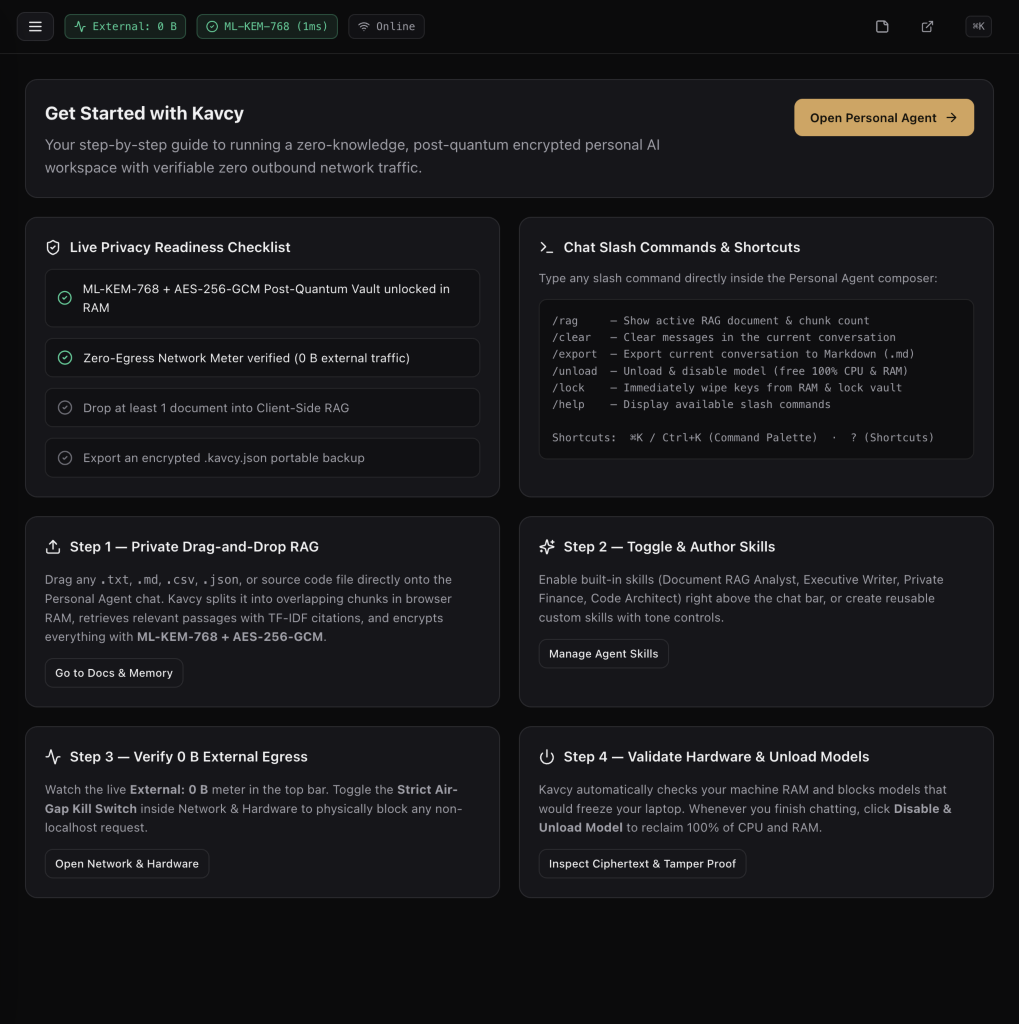 External: 0 B
ML-KEM-768 (1ms)
Online
⌘K
Get Started with Kavcy
Your step-by-step guide to running a zero-knowledge, post-quantum encrypted personal AI
workspace with verifiable zero outbound network traffic.
Open Personal Agent →
Live Privacy Readiness Checklist
ML-KEM-768 + AES-256-GCM Post-Quantum Vault unlocked in
RAM
Zero-Egress Network Meter verified (0 B external traffic)
Drop at least 1 document into Client-Side RAG
Export an encrypted .kavcy.json portable backup
Chat Slash Commands & Shortcuts
Type any slash command directly inside the Personal Agent composer:
/rag — Show active RAG document & chunk count
/clear — Clear messages in the current conversation
/export — Export current conversation to Markdown (.md)
/unload — Unload & disable model (free 100% CPU & RAM)
/lock — Immediately wipe keys from RAM & lock vault
/help — Display available slash commands
Shortcuts: ⌘K / Ctrl+K (Command Palette) · ? (Shortcuts)
Step 1 — Private Drag-and-Drop RAG
Drag any .txt, .md, .csv, .json, or source code file directly onto the
Personal Agent chat. Kavcy splits it into overlapping chunks in browser
RAM, retrieves relevant passages with TF-IDF citations, and encrypts
everything with ML-KEM-768 + AES-256-GCM.
Go to Docs & Memory
Step 2 — Toggle & Author Skills
Enable built-in skills (Document RAG Analyst, Executive Writer, Private
Finance, Code Architect) right above the chat bar, or create reusable
custom skills with tone controls.
Manage Agent Skills
Step 3 — Verify 0 B External Egress
Watch the live External: 0 B meter in the top bar. Toggle the Strict Air-
Gap Kill Switch inside Network & Hardware to physically block any non-
localhost request.
Open Network & Hardware
Step 4 — Validate Hardware & Unload Models
Kavcy automatically checks your machine RAM and blocks models that
would freeze your laptop. Whenever you finish chatting, click Disable &
Unload Model to reclaim 100% of CPU and RAM.
Inspect Ciphertext & Tamper Proof